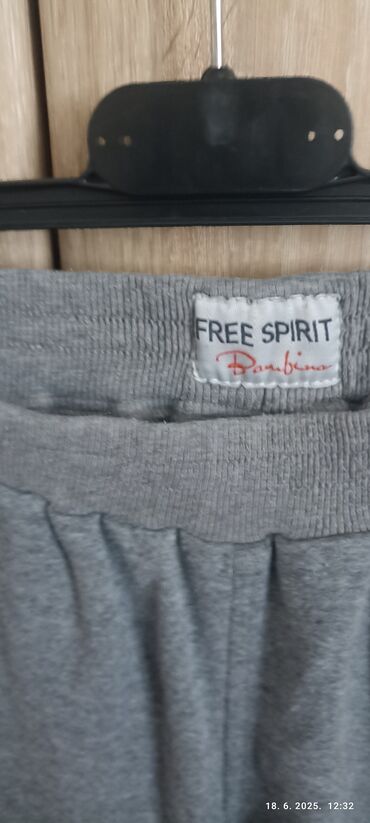 FREE SPIRIT
Bambino
18. 6. 2025. 12:32